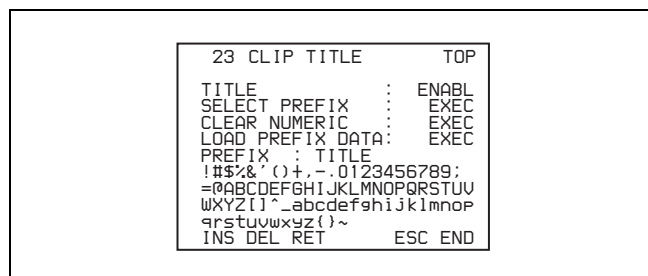 23 CLIP TITLE TOP
TITLE : ENABL
SELECT PREFIX : EXEC
CLEAR NUMERIC : EXEC
LOAD PREFIX DATA: EXEC
PREFIX : TITLE
!#$%&'()+,-.0123456789;
=@ABCDEFGHIJKLMNOPQRSTUV
WXYZ[]^_abcdefghijklmnop
qrstuvwxyz{}~
INS DEL RET ESC END